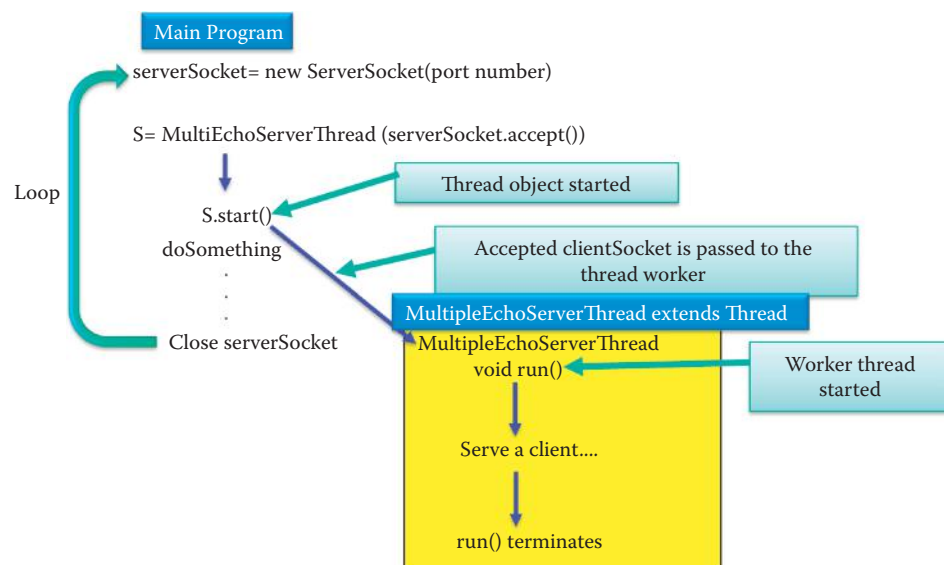 Main Program
serverSocket= new ServerSocket(port number)
S= MultiEchoServerThread (serverSocket.accept())
Loop
Thread object started
S.start()
doSomething
.
.
.
Accepted clientSocket is passed to the
thread worker
Close serverSocket
MultipleEchoServerThread extends Thread
MultipleEchoServerThread
void run()
Worker thread
started
Serve a client....
run() terminates